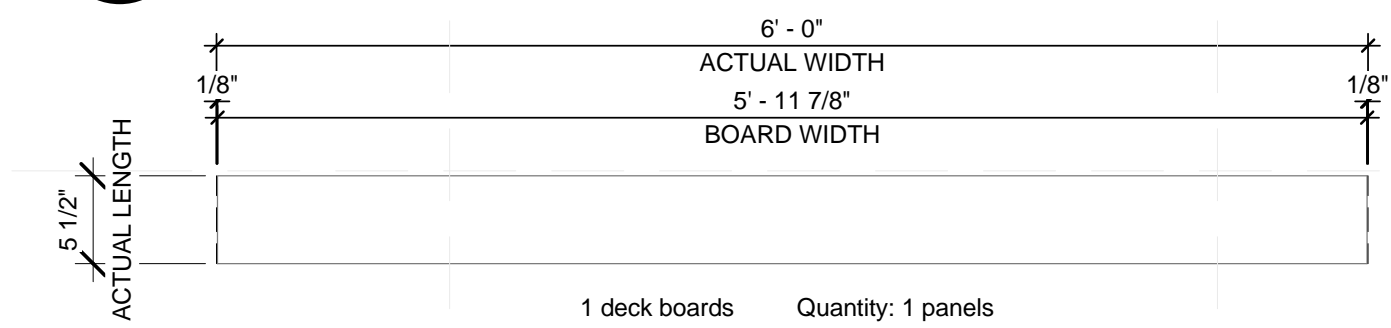 6' - 0"
ACTUAL WIDTH
1/8"
1/8"
5' - 11 7/8"
BOARD WIDTH
5 1/2"
ACTUAL LENGTH
1 deck boards Quantity: 1 panels